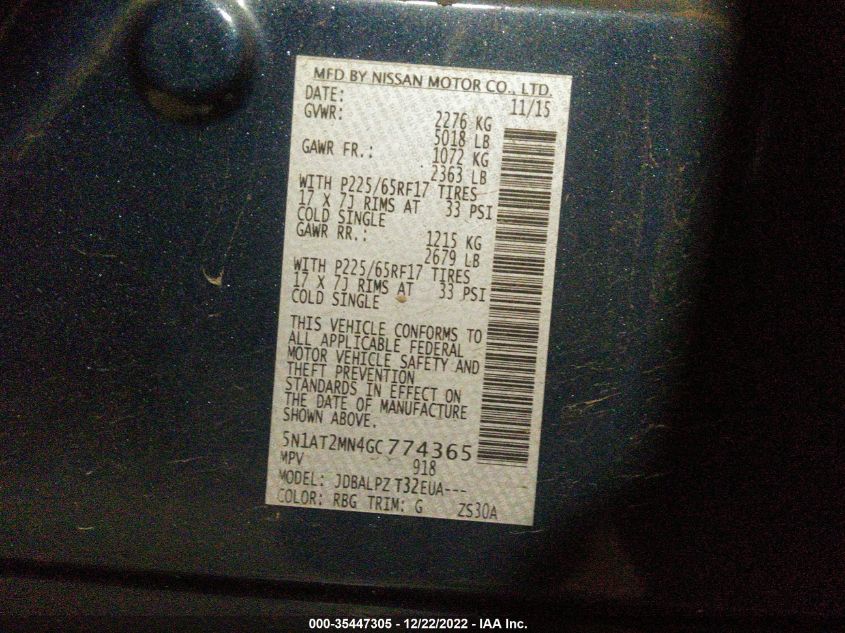 MFD BY NISSAN MOTOR CO., LTD.
DATE: 11/15
GVWR: 2276 KG
5018 LB
GAWR FR.: 1072 KG
2363 LB
WITH P225/65RF17 TIRES
17 X 7J RIMS AT 33 PSI
COLD SINGLE
GAWR RR.: 1215 KG
2679 LB
WITH P225/65RF17 TIRES
17 X 7J RIMS AT 33 PSI
COLD SINGLE
THIS VEHICLE CONFORMS TO
ALL APPLICABLE FEDERAL
MOTOR VEHICLE SAFETY AND
THEFT PREVENTION
STANDARDS IN EFFECT ON
THE DATE OF MANUFACTURE
SHOWN ABOVE.
5N1AT2MN4GC774365
MPV 918
MODEL: JDBALPZ T32EUA---
COLOR: RBG TRIM: G ZS30A
000-35447305 - 12/22/2022 - IAA Inc.